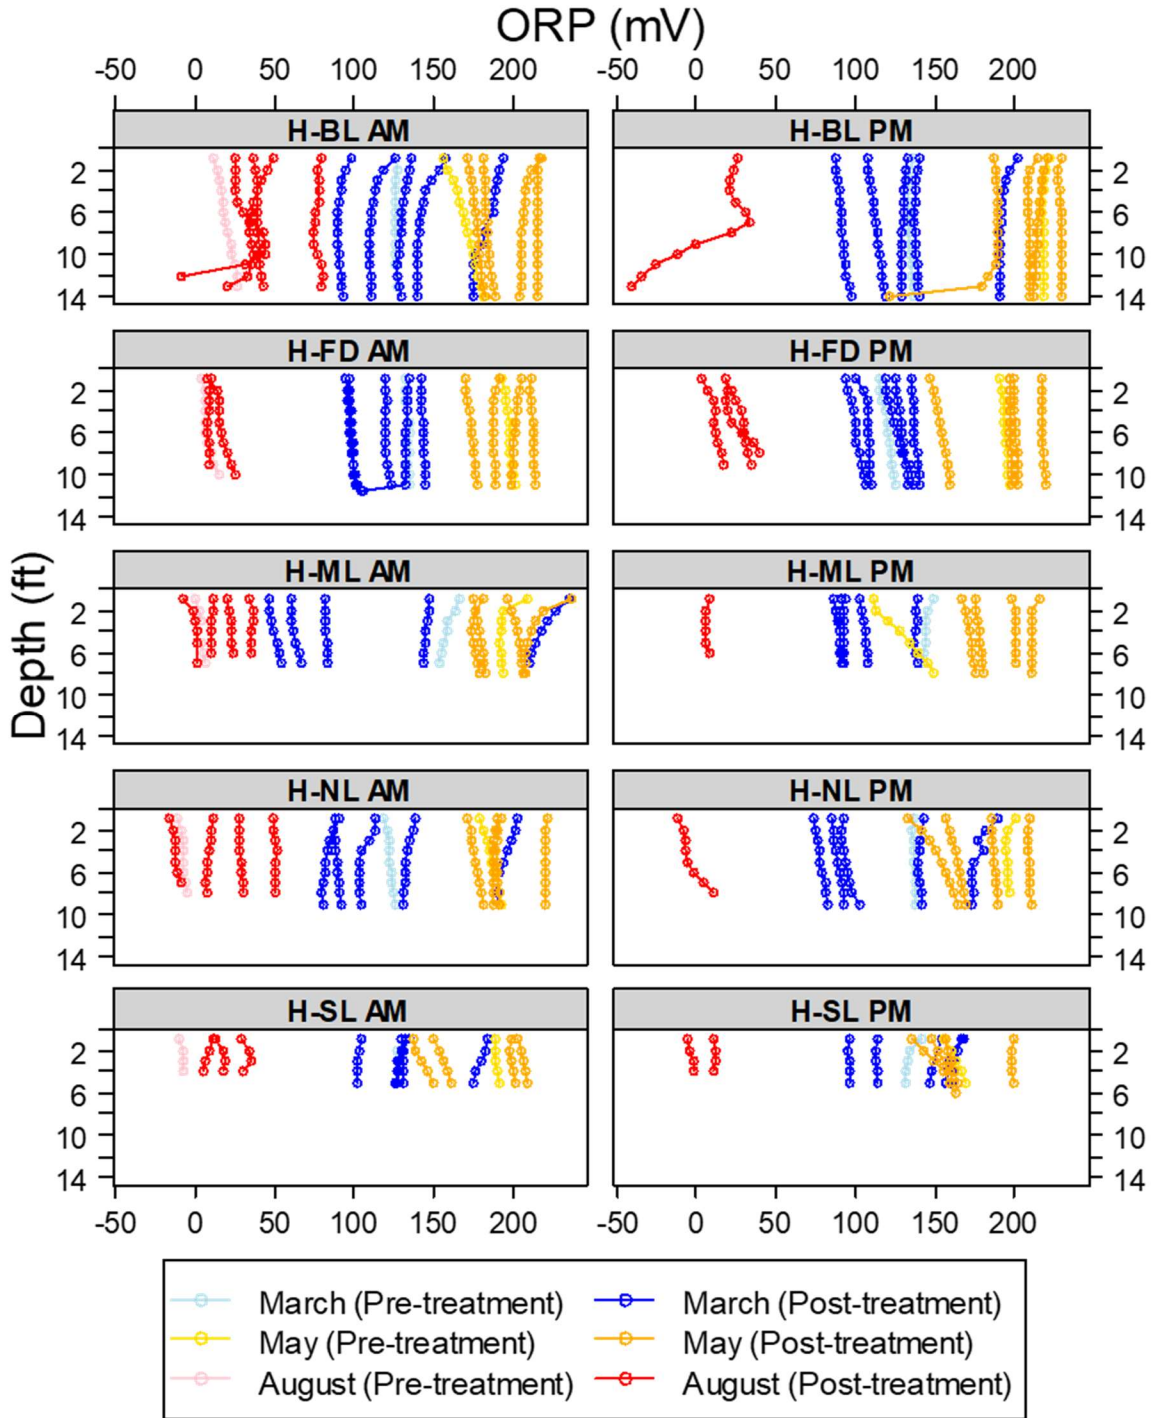 ORP (mV)
-50 0 50 100 150 200 -50 0 50 100 150 200
H-BL AM H-BL PM
2 2
6 6
10 10
14 14
H-FD AM H-FD PM
2 2
6 6
10 10
14 14
H-ML AM H-ML PM
2 2
6 6
10 10
14 14
Depth (ft)
H-NL AM H-NL PM
2 2
6 6
10 10
14 14
H-SL AM H-SL PM
2 2
6 6
10 10
14 14
-50 0 50 100 150 200 -50 0 50 100 150 200
March (Pre-treatment) March (Post-treatment)
May (Pre-treatment) May (Post-treatment)
August (Pre-treatment) August (Post-treatment)